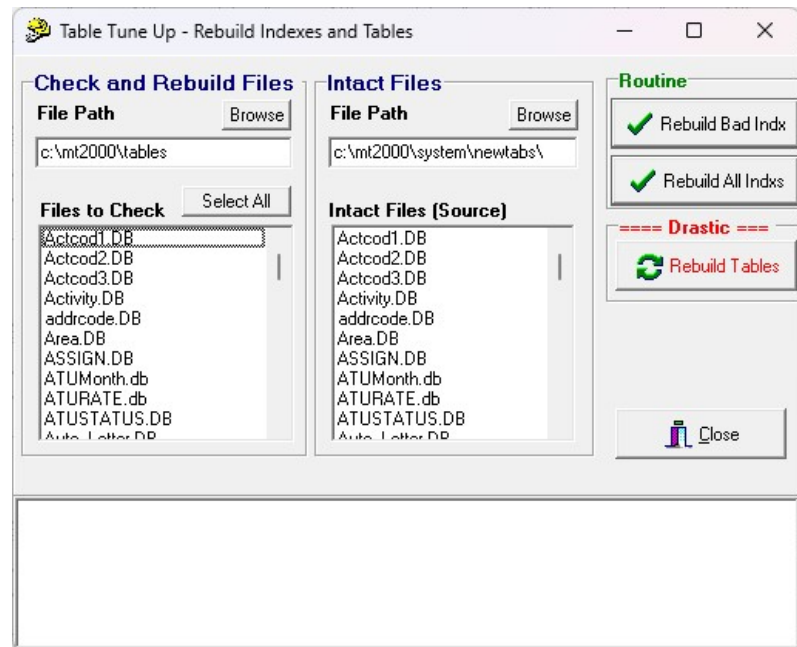 Table Tune Up - Rebuild Indexes and Tables
Check and Rebuild Files
File Path
Browse
c:\mt2000\tables
Files to Check
Select All
Actcod1.DB
Actcod2.DB
Actcod3.DB
Activity.DB
addrcode.DB
Area.DB
ASSIGN.DB
ATUMonth.db
ATURATE.db
ATUSTATUS.DB
Auto_Letter.DB
Intact Files
File Path
Browse
c:\mt2000\system\newtabs\
Intact Files (Source)
Actcod1.DB
Actcod2.DB
Actcod3.DB
Activity.DB
addrcode.DB
Area.DB
ASSIGN.DB
ATUMonth.db
ATURATE.db
ATUSTATUS.DB
Auto_Letter.DB
Routine
Rebuild Bad Indx
Rebuild All Indxs
==== Drastic ===
Rebuild Tables
Close